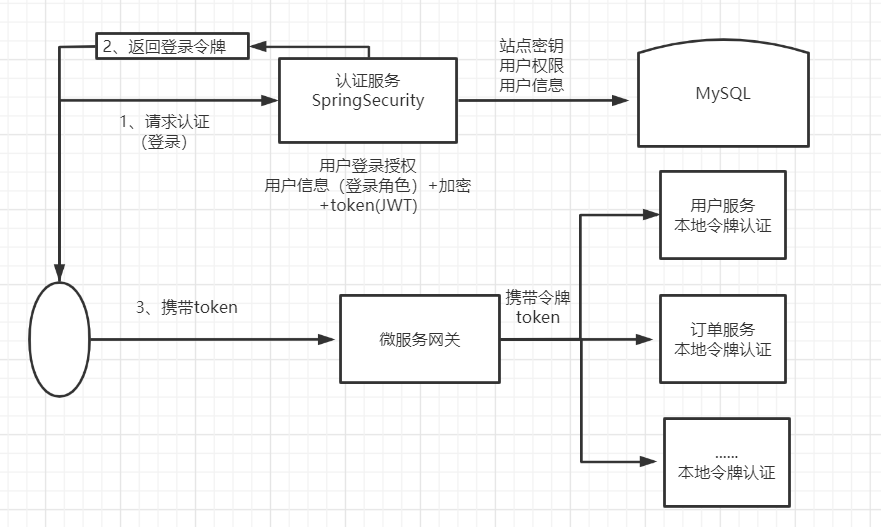 2、返回登录令牌
认证服务
SpringSecurity
站点密钥
用户权限
用户信息
MySQL
1、请求认证
（登录）
用户登录授权
用户信息（登录角色）+加密
+token(JWT)
用户服务
本地令牌认证
3、携带token
微服务网关
携带令牌
token
订单服务
本地令牌认证
......
本地令牌认证